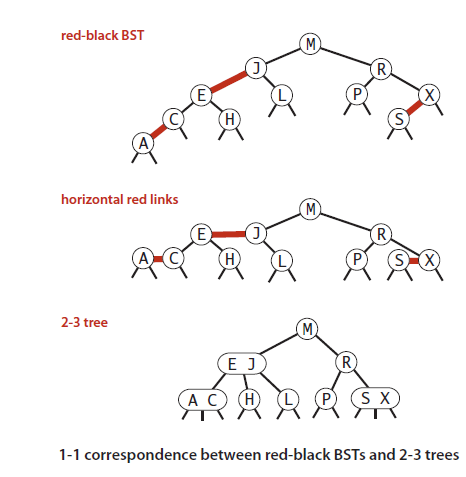 red-black BST
M
J R
E L P X
C H S
A
horizontal red links
M
E J R
A C H L P S X
2-3 tree
M
E J R
A C H L P S X
1-1 correspondence between red-black BSTs and 2-3 trees